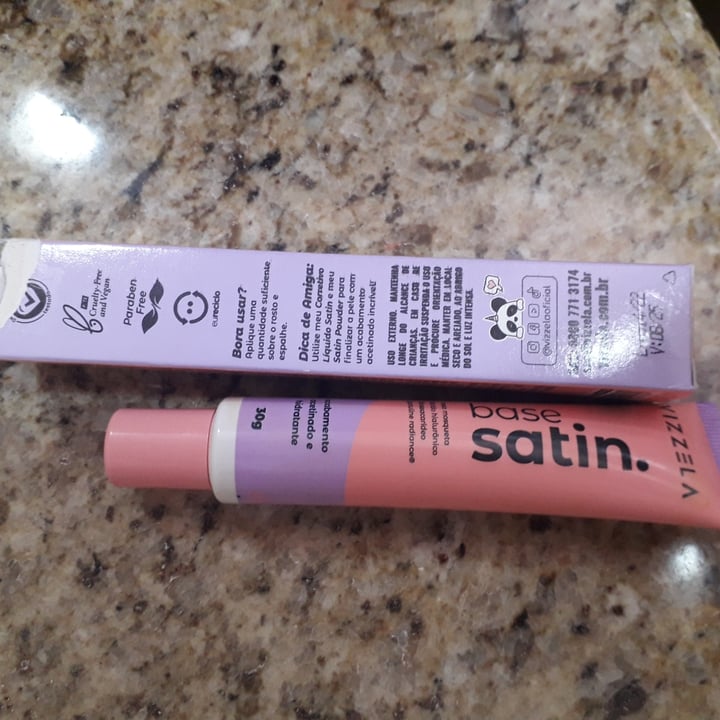 Cruelty-Free
and Vegan
Paraben
Free
eureciclo
Bora usar?
Aplique uma
quantidade suficiente
sobre o rosto e
espalhe.
Dica de Amiga:
Utilize meu Corretivo
Líquido Satin e meu
Satin Powder para
finalizar a pele com
um acabamento
acetinado incrível!
USO EXTERNO. MANTENHA
LONGE DO ALCANCE DE
CRIANÇAS. EM CASO DE
IRRITAÇÃO SUSPENDA O USO
E PROCURE ORIENTAÇÃO
MÉDICA. MANTER EM LOCAL
SECO E AREJADO, AO ABRIGO
DO SOL E LUZ INTENSA.
@vizzelaoficial
0800 771 3174
vizzela.com.br
VIZZELA
base
satin.
acabamento
acetinado e
hidratante
30g